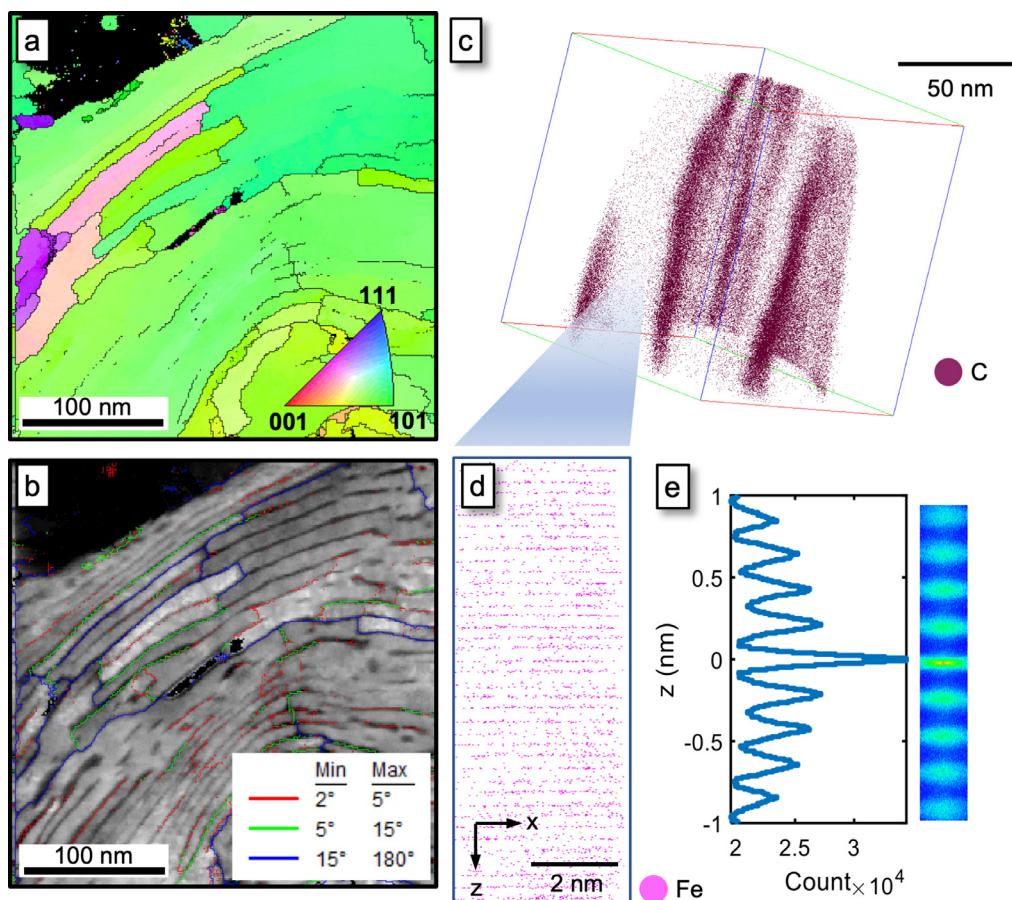 a
111
001
101
100 nm
b
Min Max
2° 5°
5° 15°
15° 180°
100 nm
c
50 nm
C
d
x
z
2 nm
Fe
e
z (nm)
1
0.5
0
-0.5
-1
2 2.5 3
Count×10⁴